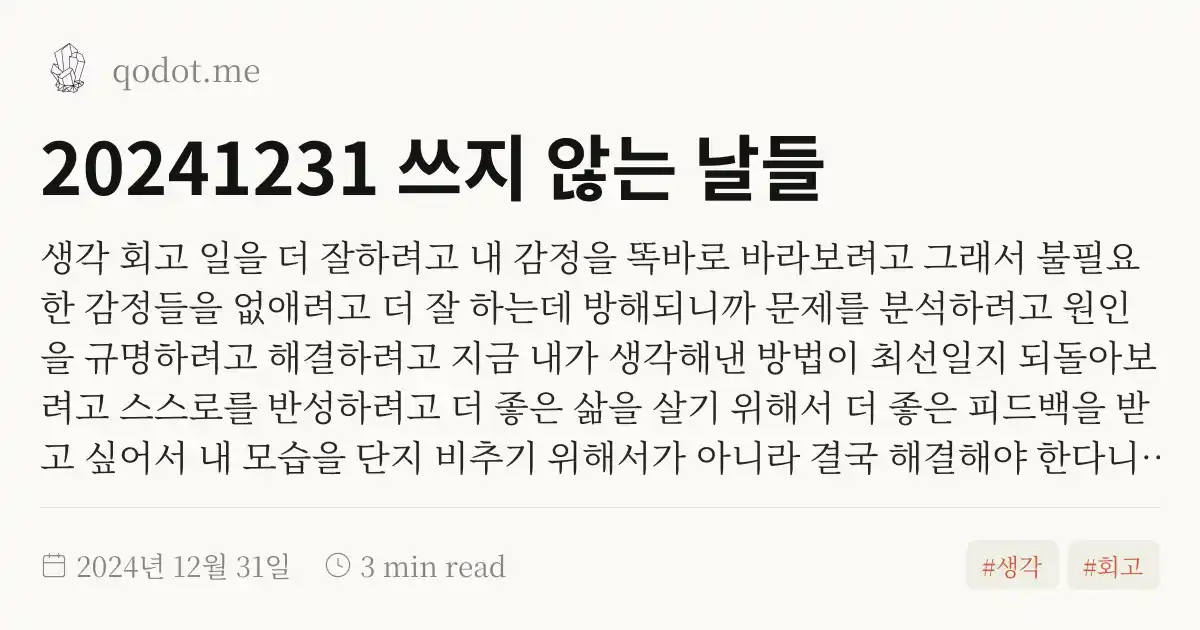 qodot.me
20241231 쓰지 않는 날들
생각 회고 일을 더 잘하려고 내 감정을 똑바로 바라보려고 그래서 불필요
한 감정들을 없애려고 더 잘 하는데 방해되니까 문제를 분석하려고 원인
을 규명하려고 해결하려고 지금 내가 생각해낸 방법이 최선일지 되돌아보
려고 스스로를 반성하려고 더 좋은 삶을 살기 위해서 더 좋은 피드백을 받
고 싶어서 내 모습을 단지 비추기 위해서가 아니라 결국 해결해야 한다니··
2024년 12월 31일 3 min read
#생각 #회고